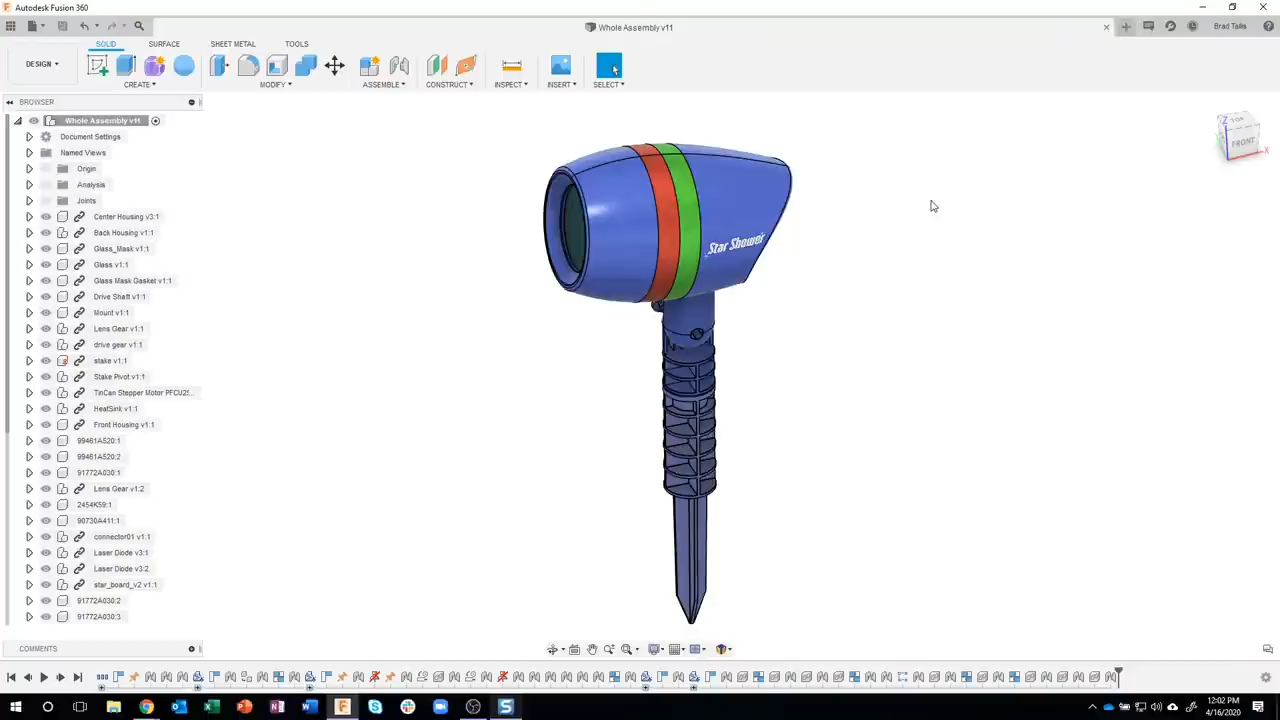 Autodesk Fusion 360
Whole Assembly v11
Brad Tallis
DESIGN
SOLID
SURFACE
SHEET METAL
TOOLS
CREATE
MODIFY
ASSEMBLE
CONSTRUCT
INSPECT
INSERT
SELECT
BROWSER
Whole Assembly v11
Document Settings
Named Views
Origin
Analysis
Joints
Center Housing v3:1
Back Housing v1:1
Glass_Mask v1:1
Glass v1:1
Glass Mask Gasket v1:1
Drive Shaft v1:1
Mount v1:1
Lens Gear v1:1
drive gear v1:1
stake v1:1
Stake Pivot v1:1
TinCan Stepper Motor PFCU25...
HeatSink v1:1
Front Housing v1:1
99461A520:1
99461A520:2
91772A030:1
Lens Gear v1:2
2454K59:1
90730A411:1
connector01 v1:1
Laser Diode v3:1
Laser Diode v3:2
star_board_v2 v1:1
91772A030:2
91772A030:3
Star Shower
Z
TOP
FRONT
X
COMMENTS
12:02 PM
4/16/2020